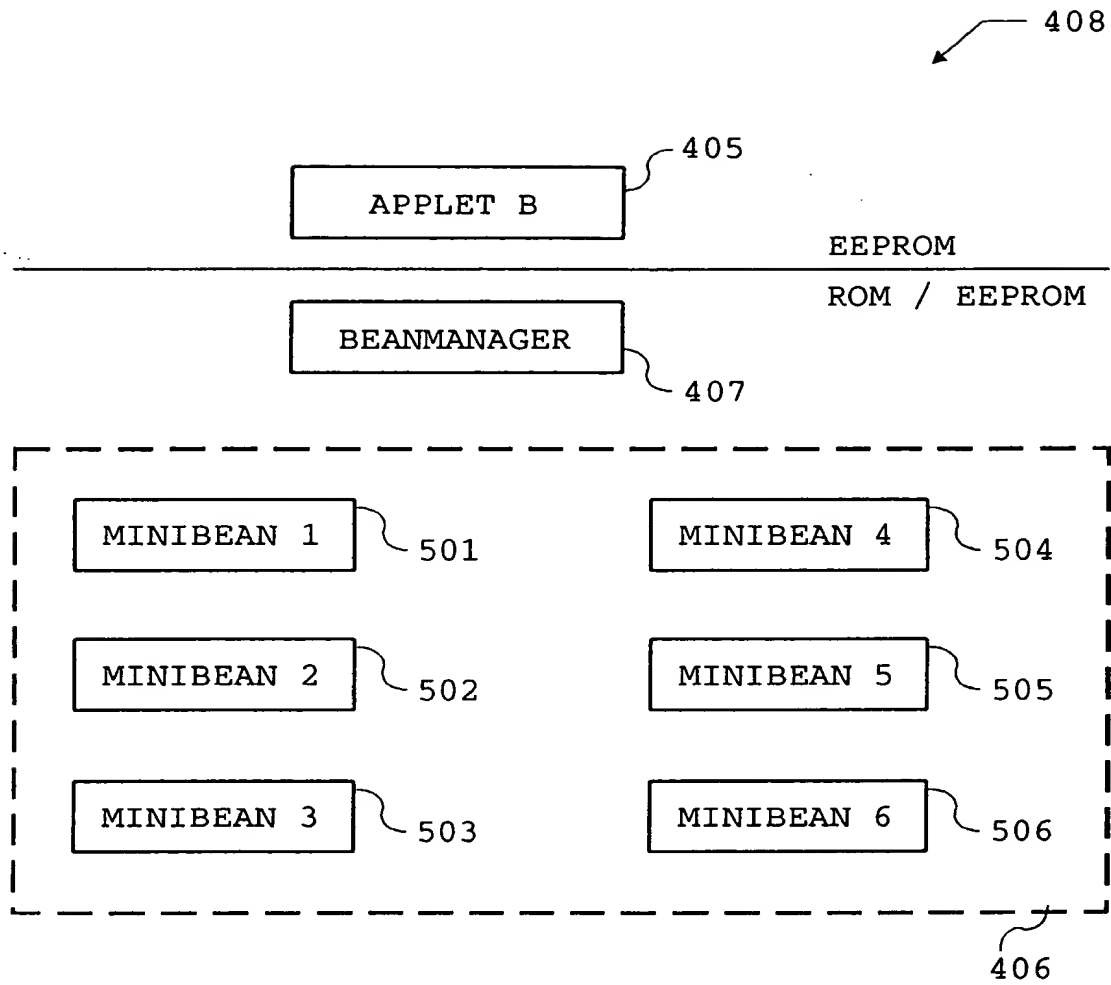 408
405
APPLET B
EEPROM
ROM / EEPROM
BEANMANAGER
407
MINIBEAN 1
501
MINIBEAN 4
504
MINIBEAN 2
502
MINIBEAN 5
505
MINIBEAN 3
503
MINIBEAN 6
506
406